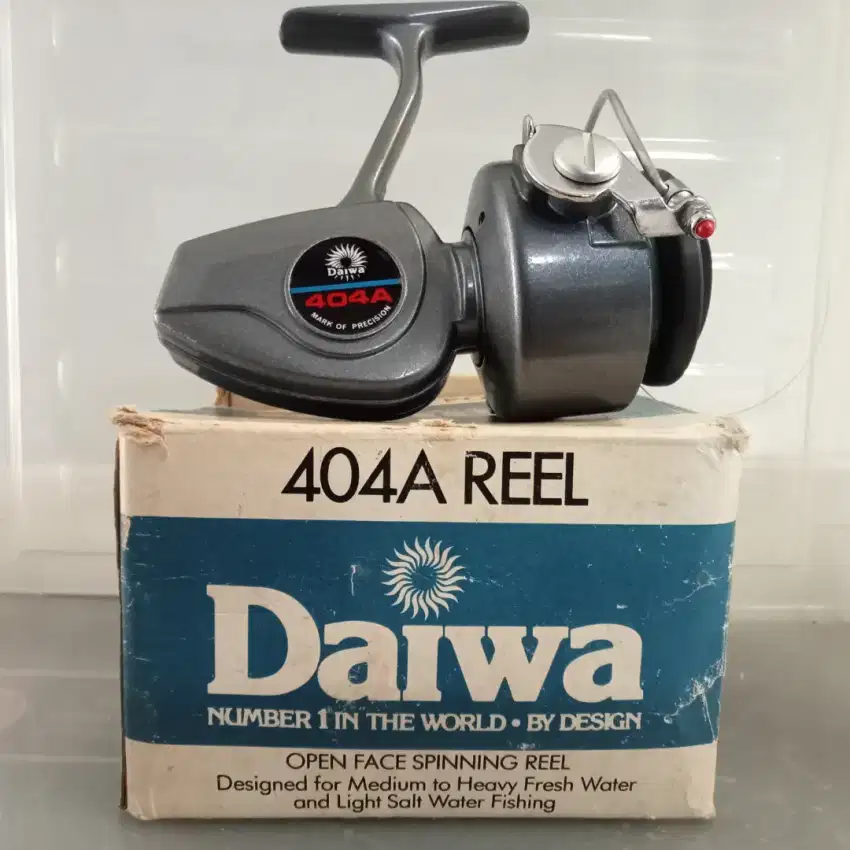 Daiwa
404A
MARK OF PRECISION
404A REEL
Daiwa
NUMBER 1 IN THE WORLD • BY DESIGN
OPEN FACE SPINNING REEL
Designed for Medium to Heavy Fresh Water
and Light Salt Water Fishing